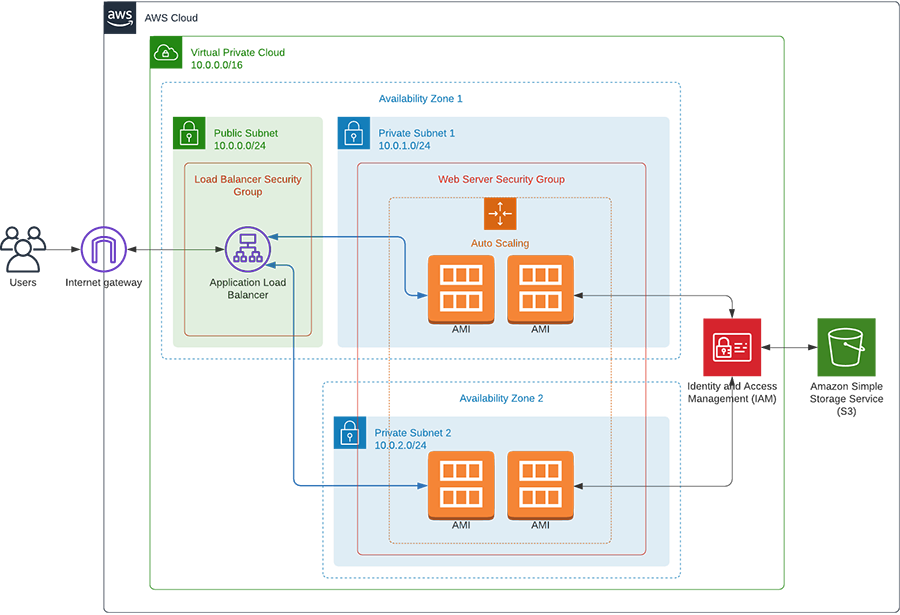 aws
AWS Cloud
Virtual Private Cloud
10.0.0.0/16
Availability Zone 1
Public Subnet
10.0.0.0/24
Private Subnet 1
10.0.1.0/24
Load Balancer Security
Group
Web Server Security Group
Auto Scaling
Users
Internet gateway
Application Load
Balancer
AMI
AMI
Identity and Access
Management (IAM)
Amazon Simple
Storage Service
(S3)
Availability Zone 2
Private Subnet 2
10.0.2.0/24
AMI
AMI